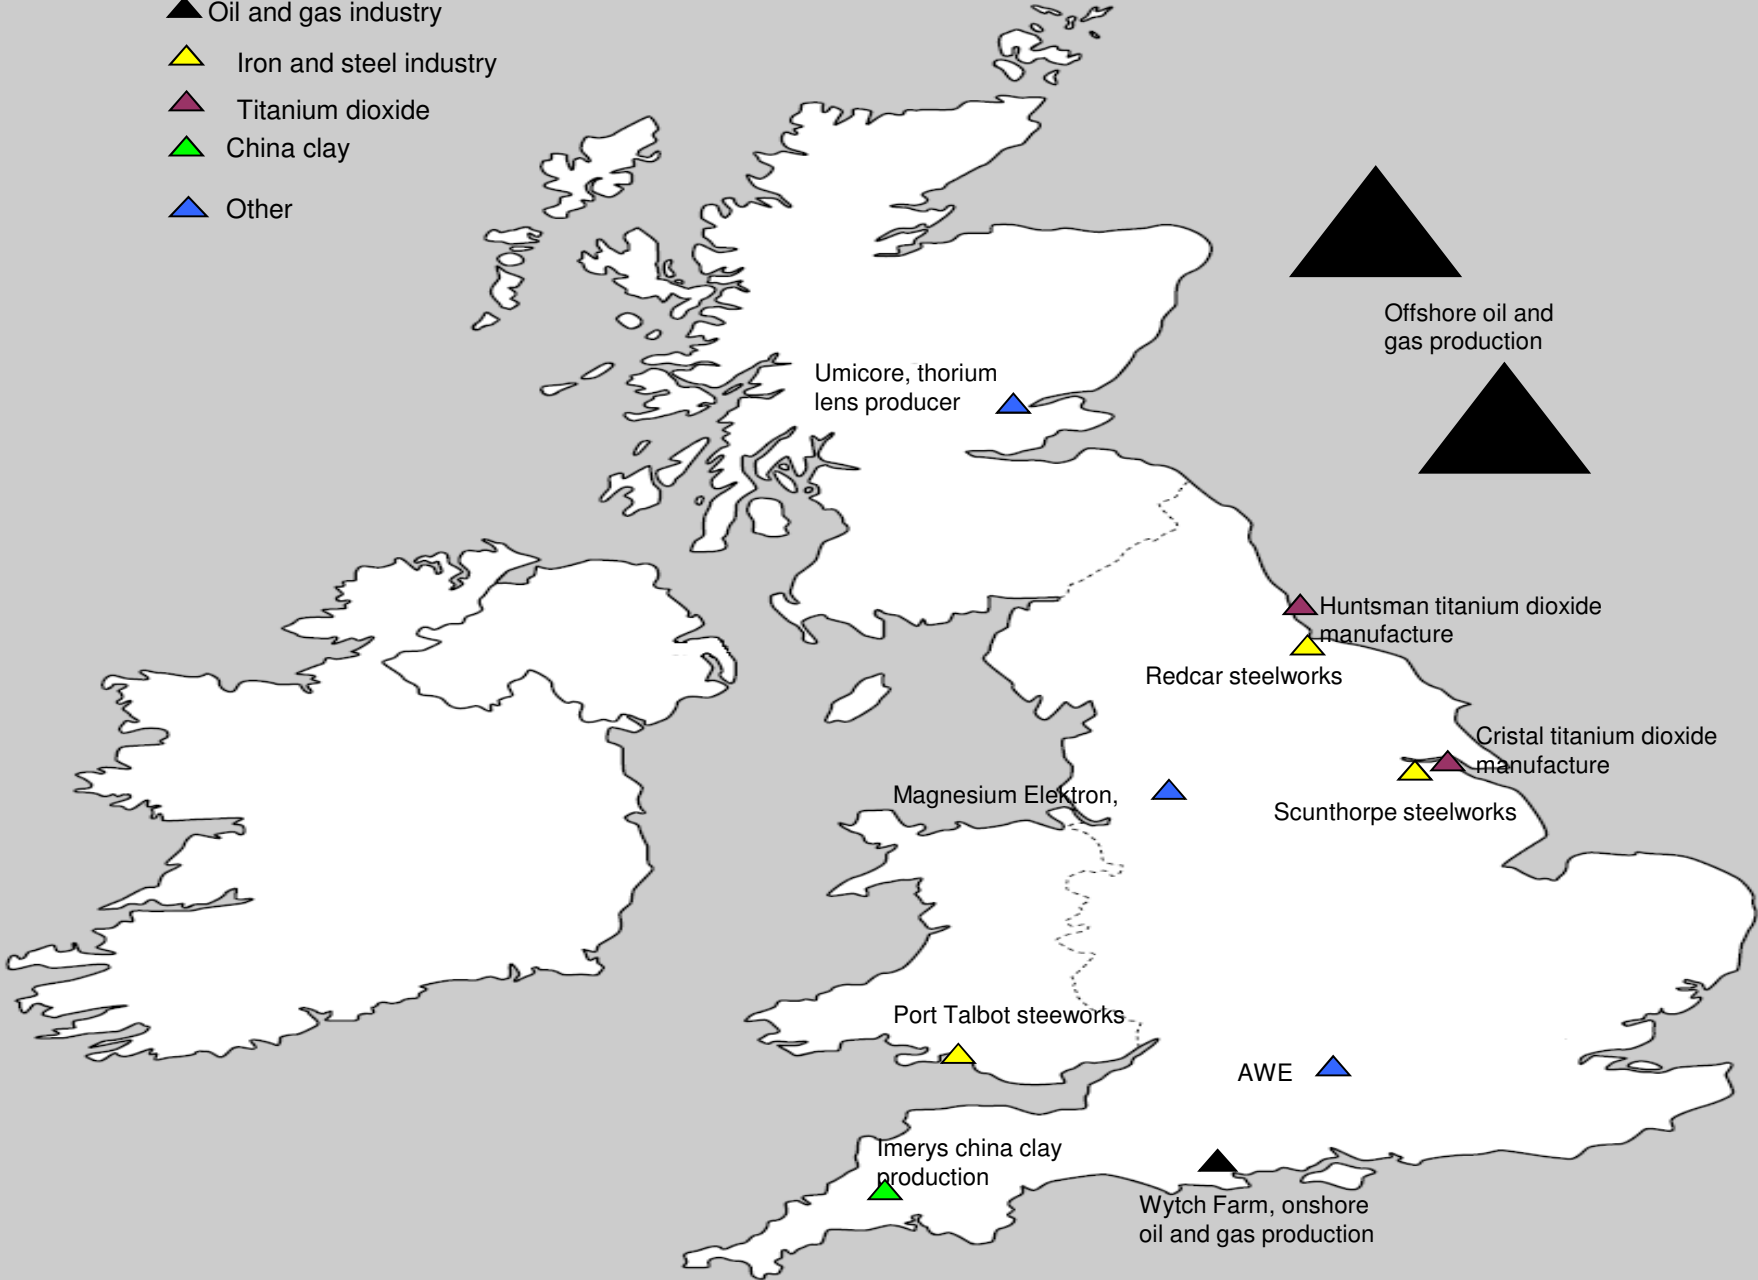 Oil and gas industry
Iron and steel industry
Titanium dioxide
China clay
Other
Offshore oil and
gas production
Umicore, thorium
lens producer
Huntsman titanium dioxide
manufacture
Redcar steelworks
Cristal titanium dioxide
manufacture
Magnesium Elektron,
Scunthorpe steelworks
Port Talbot steeworks
AWE
Imerys china clay
production
Wytch Farm, onshore
oil and gas production